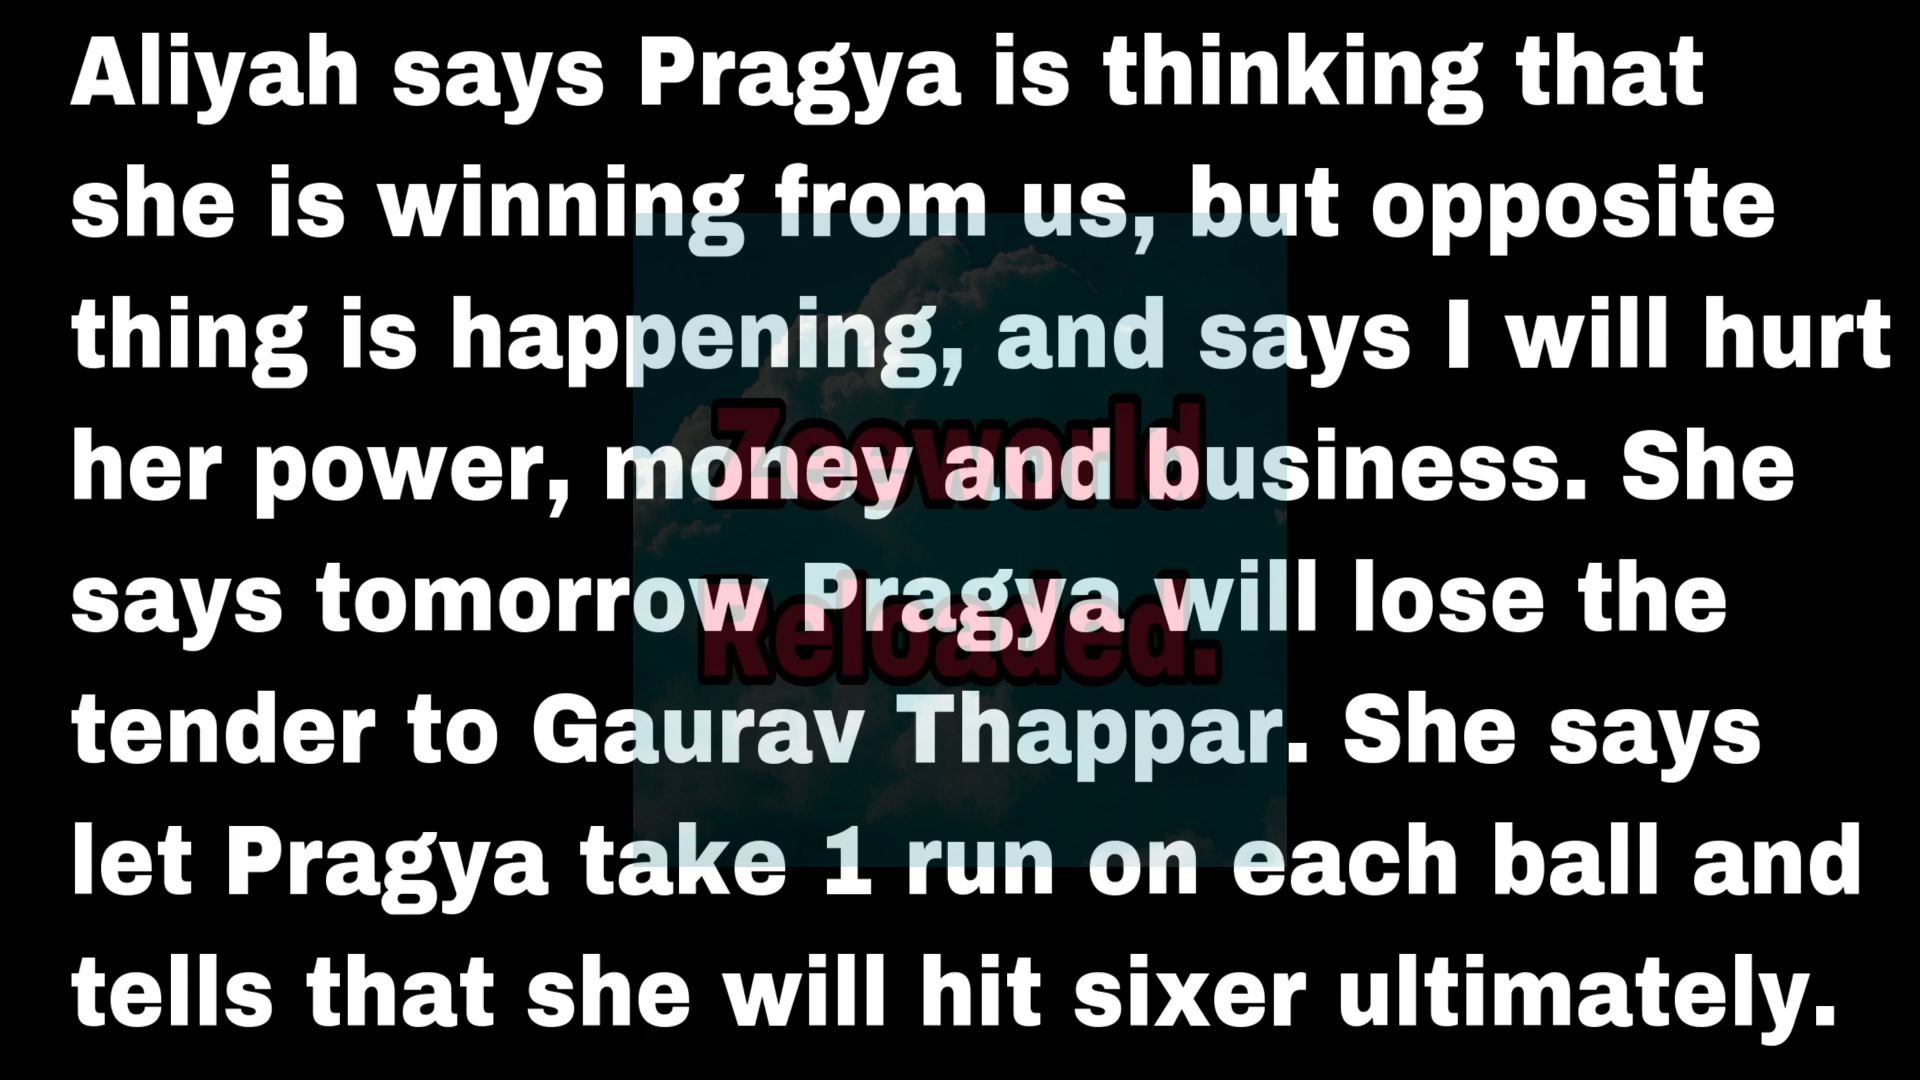 Aliyah says Pragya is thinking that
she is winning from us, but opposite
thing is happening, and says I will hurt
her power, money and business. She
says tomorrow Pragya will lose the
tender to Gaurav Thappar. She says
let Pragya take 1 run on each ball and
tells that she will hit sixer ultimately.
Zeeworld
Reloaded.